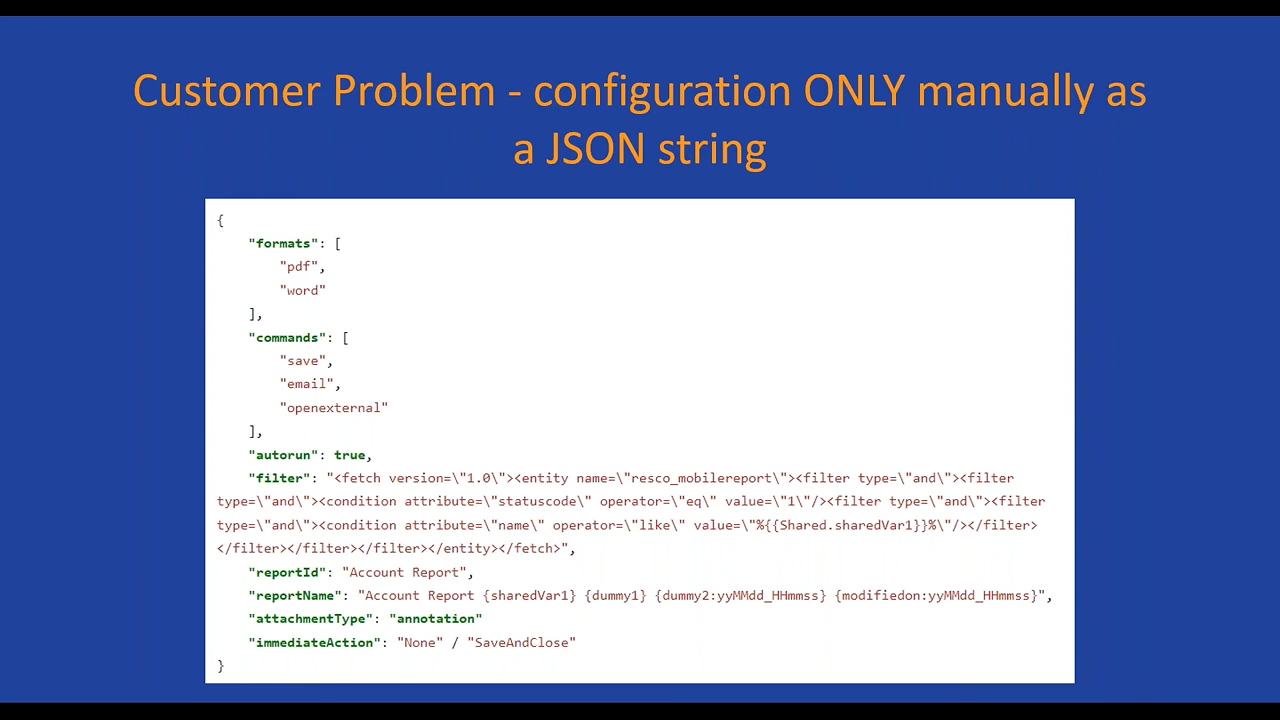 Customer Problem - configuration ONLY manually as
a JSON string
{
    "formats": [
        "pdf",
        "word"
    ],
    "commands": [
        "save",
        "email",
        "openexternal"
    ],
    "autorun": true,
    "filter": "<fetch version=\"1.0\"><entity name=\"resco_mobilereport\"><filter type=\"and\"><filter
type=\"and\"><condition attribute=\"statuscode\" operator=\"eq\" value=\"1\"/><filter type=\"and\"><filter
type=\"and\"><condition attribute=\"name\" operator=\"like\" value=\"%{{Shared.sharedVar1}}%\"/></filter>
</filter></filter></filter></entity></fetch>",
    "reportId": "Account Report",
    "reportName": "Account Report {sharedVar1} {dummy1} {dummy2:yyMMdd_HHmmss} {modifiedon:yyMMdd_HHmmss}",
    "attachmentType": "annotation"
    "immediateAction": "None" / "SaveAndClose"
}